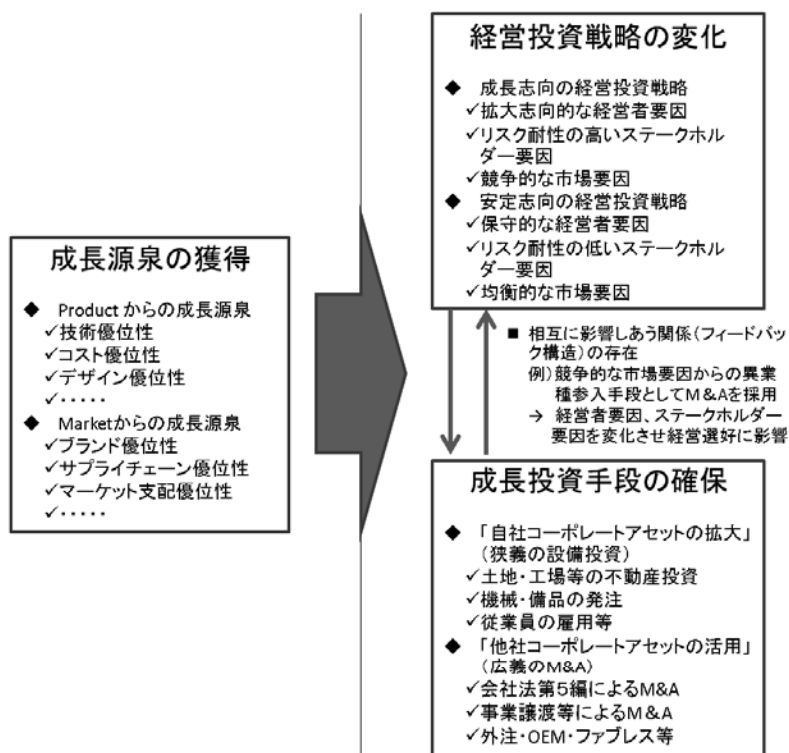 成長源泉の獲得
◆ Productからの成長源泉
✓技術優位性
✓コスト優位性
✓デザイン優位性
✓・・・・・
◆ Marketからの成長源泉
✓ブランド優位性
✓サプライチェーン優位性
✓マーケット支配優位性
✓・・・・・
経営投資戦略の変化
◆ 成長志向の経営投資戦略
✓拡大志向的な経営者要因
✓リスク耐性の高いステークホル
ダー要因
✓競争的な市場要因
◆ 安定志向の経営投資戦略
✓保守的な経営者要因
✓リスク耐性の低いステークホル
ダー要因
✓均衡的な市場要因
■ 相互に影響しあう関係(フィードバッ
ク構造)の存在
例)競争的な市場要因からの異業
種参入手段としてM&Aを採用
→ 経営者要因、ステークホルダー
要因を変化させ経営選好に影響
成長投資手段の確保
◆ 「自社コーポレートアセットの拡大」
(狭義の設備投資)
✓土地・工場等の不動産投資
✓機械・備品の発注
✓従業員の雇用等
◆ 「他社コーポレートアセットの活用」
(広義のM&A)
✓会社法第5編によるM&A
✓事業譲渡等によるM&A
✓外注・OEM・ファブレス等